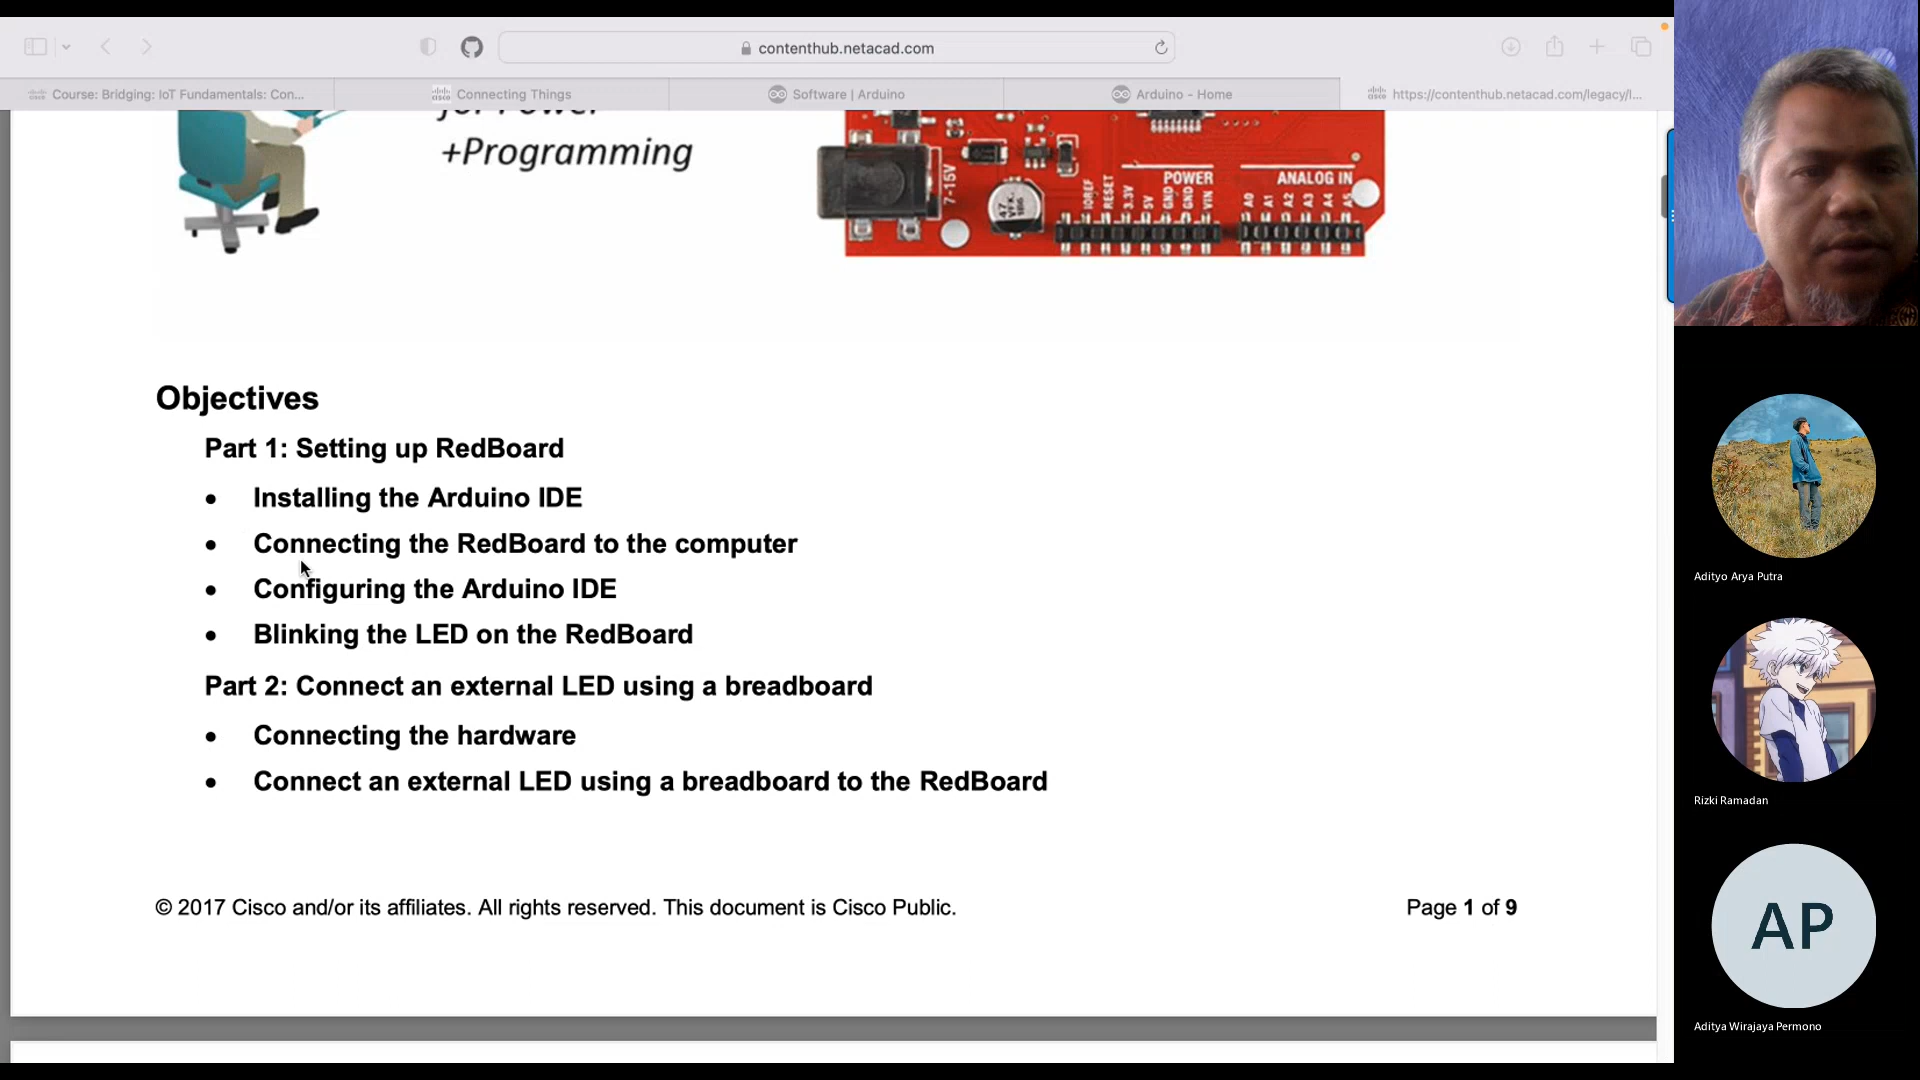 contenthub.netacad.com
Course: Bridging: IoT Fundamentals: Con...
Connecting Things
Software | Arduino
Arduino - Home
https://contenthub.netacad.com/legacy/I...
for Power
+Programming
7-15V
47
IOREF
RESET
3.3V
5V
GND
GND
VIN
POWER
A0
A1
A2
A3
A4
A5
ANALOG IN
Objectives
Part 1: Setting up RedBoard
• Installing the Arduino IDE
• Connecting the RedBoard to the computer
• Configuring the Arduino IDE
• Blinking the LED on the RedBoard
Part 2: Connect an external LED using a breadboard
• Connecting the hardware
• Connect an external LED using a breadboard to the RedBoard
© 2017 Cisco and/or its affiliates. All rights reserved. This document is Cisco Public.
Page 1 of 9
Adityo Arya Putra
Rizki Ramadan
AP
Aditya Wirajaya Permono